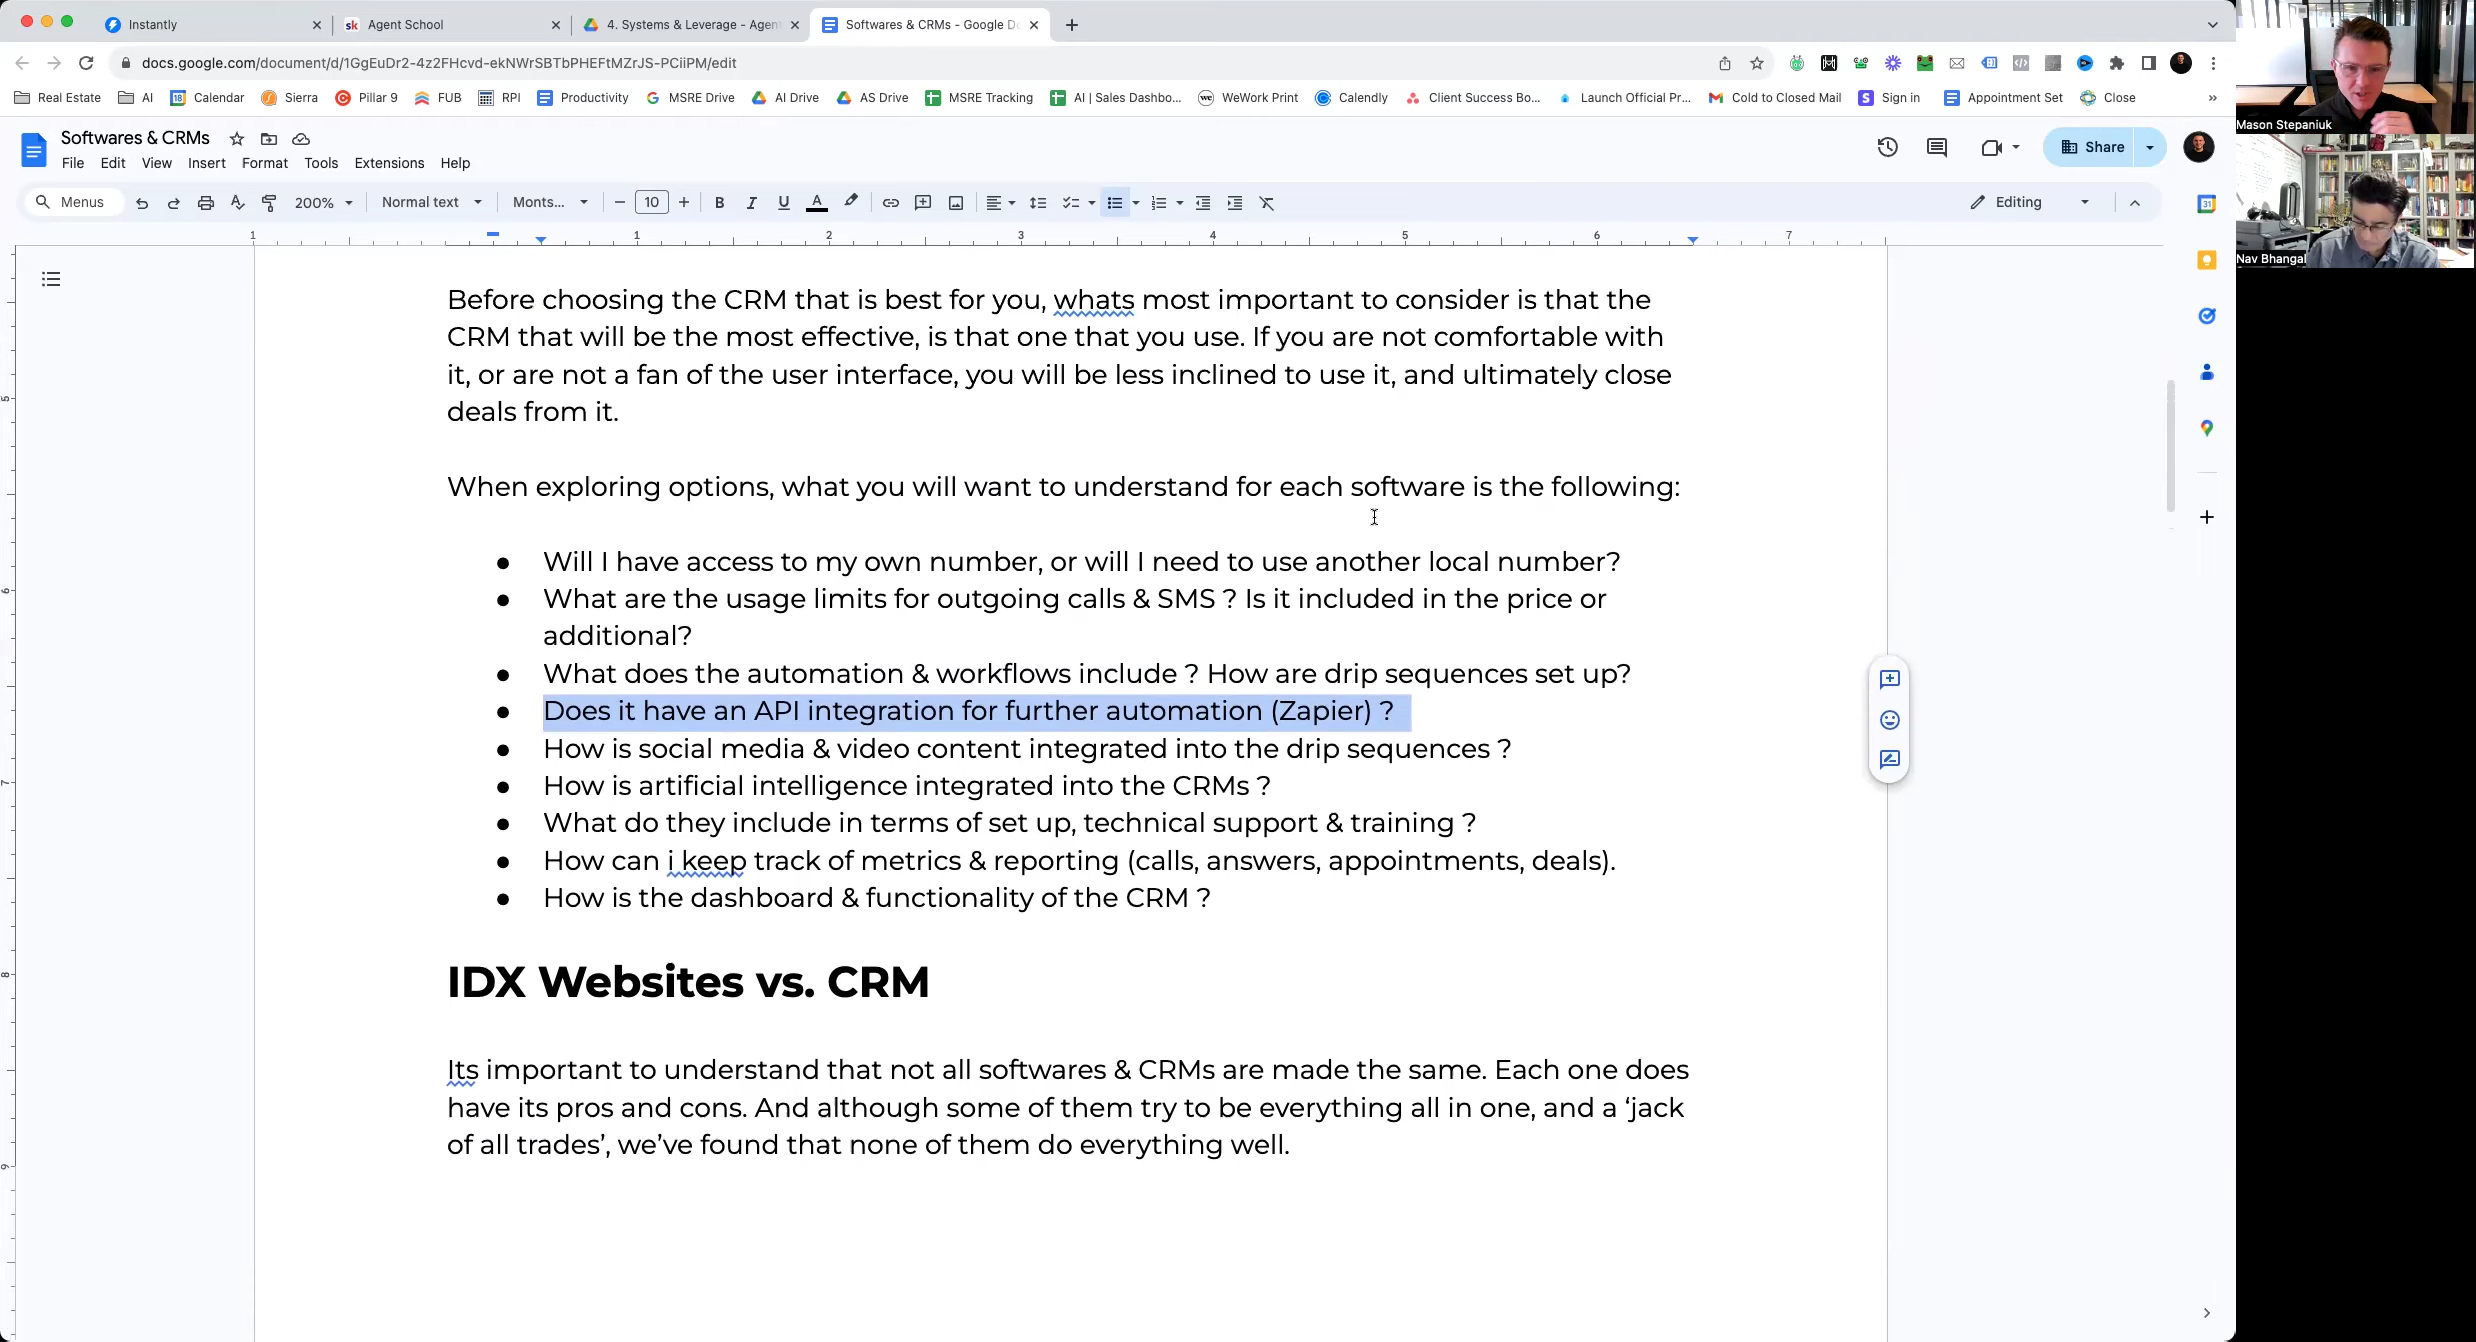 Instantly
Agent School
4. Systems & Leverage - Agen
Softwares & CRMs - Google Do
docs.google.com/document/d/1GgEuDr2-4z2FHcvd-ekNWrSBTbPHEFtMZrJS-PCiiPM/edit
Real Estate
AI
Calendar
Sierra
Pillar 9
FUB
RPI
Productivity
MSRE Drive
AI Drive
AS Drive
MSRE Tracking
AI | Sales Dashbo...
WeWork Print
Calendly
Client Success Bo...
Launch Official Pr...
Cold to Closed Mail
Sign in
Appointment Set
Close
Softwares & CRMs
File Edit View Insert Format Tools Extensions Help
Share
Menus
200%
Normal text
Monts...
10
Editing
1 1 2 3 4 5 6 7
5
6
7
8
9
Before choosing the CRM that is best for you, whats most important to consider is that the
CRM that will be the most effective, is that one that you use. If you are not comfortable with
it, or are not a fan of the user interface, you will be less inclined to use it, and ultimately close
deals from it.
When exploring options, what you will want to understand for each software is the following:
● Will I have access to my own number, or will I need to use another local number?
● What are the usage limits for outgoing calls & SMS ? Is it included in the price or
additional?
● What does the automation & workflows include ? How are drip sequences set up?
● Does it have an API integration for further automation (Zapier) ?
● How is social media & video content integrated into the drip sequences ?
● How is artificial intelligence integrated into the CRMs ?
● What do they include in terms of set up, technical support & training ?
● How can i keep track of metrics & reporting (calls, answers, appointments, deals).
● How is the dashboard & functionality of the CRM ?
IDX Websites vs. CRM
Its important to understand that not all softwares & CRMs are made the same. Each one does
have its pros and cons. And although some of them try to be everything all in one, and a ‘jack
of all trades’, we’ve found that none of them do everything well.
Mason Stepaniuk
Nav Bhangal